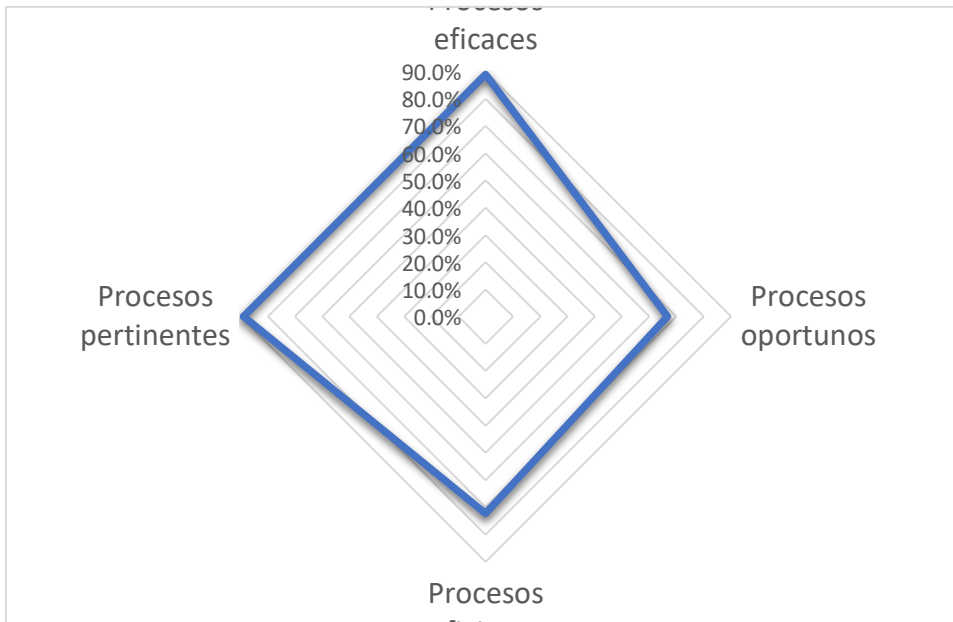 Procesos
eficaces
90.0%
80.0%
70.0%
60.0%
50.0%
40.0%
30.0%
20.0%
10.0%
0.0%
Procesos
pertinentes
Procesos
oportunos
Procesos